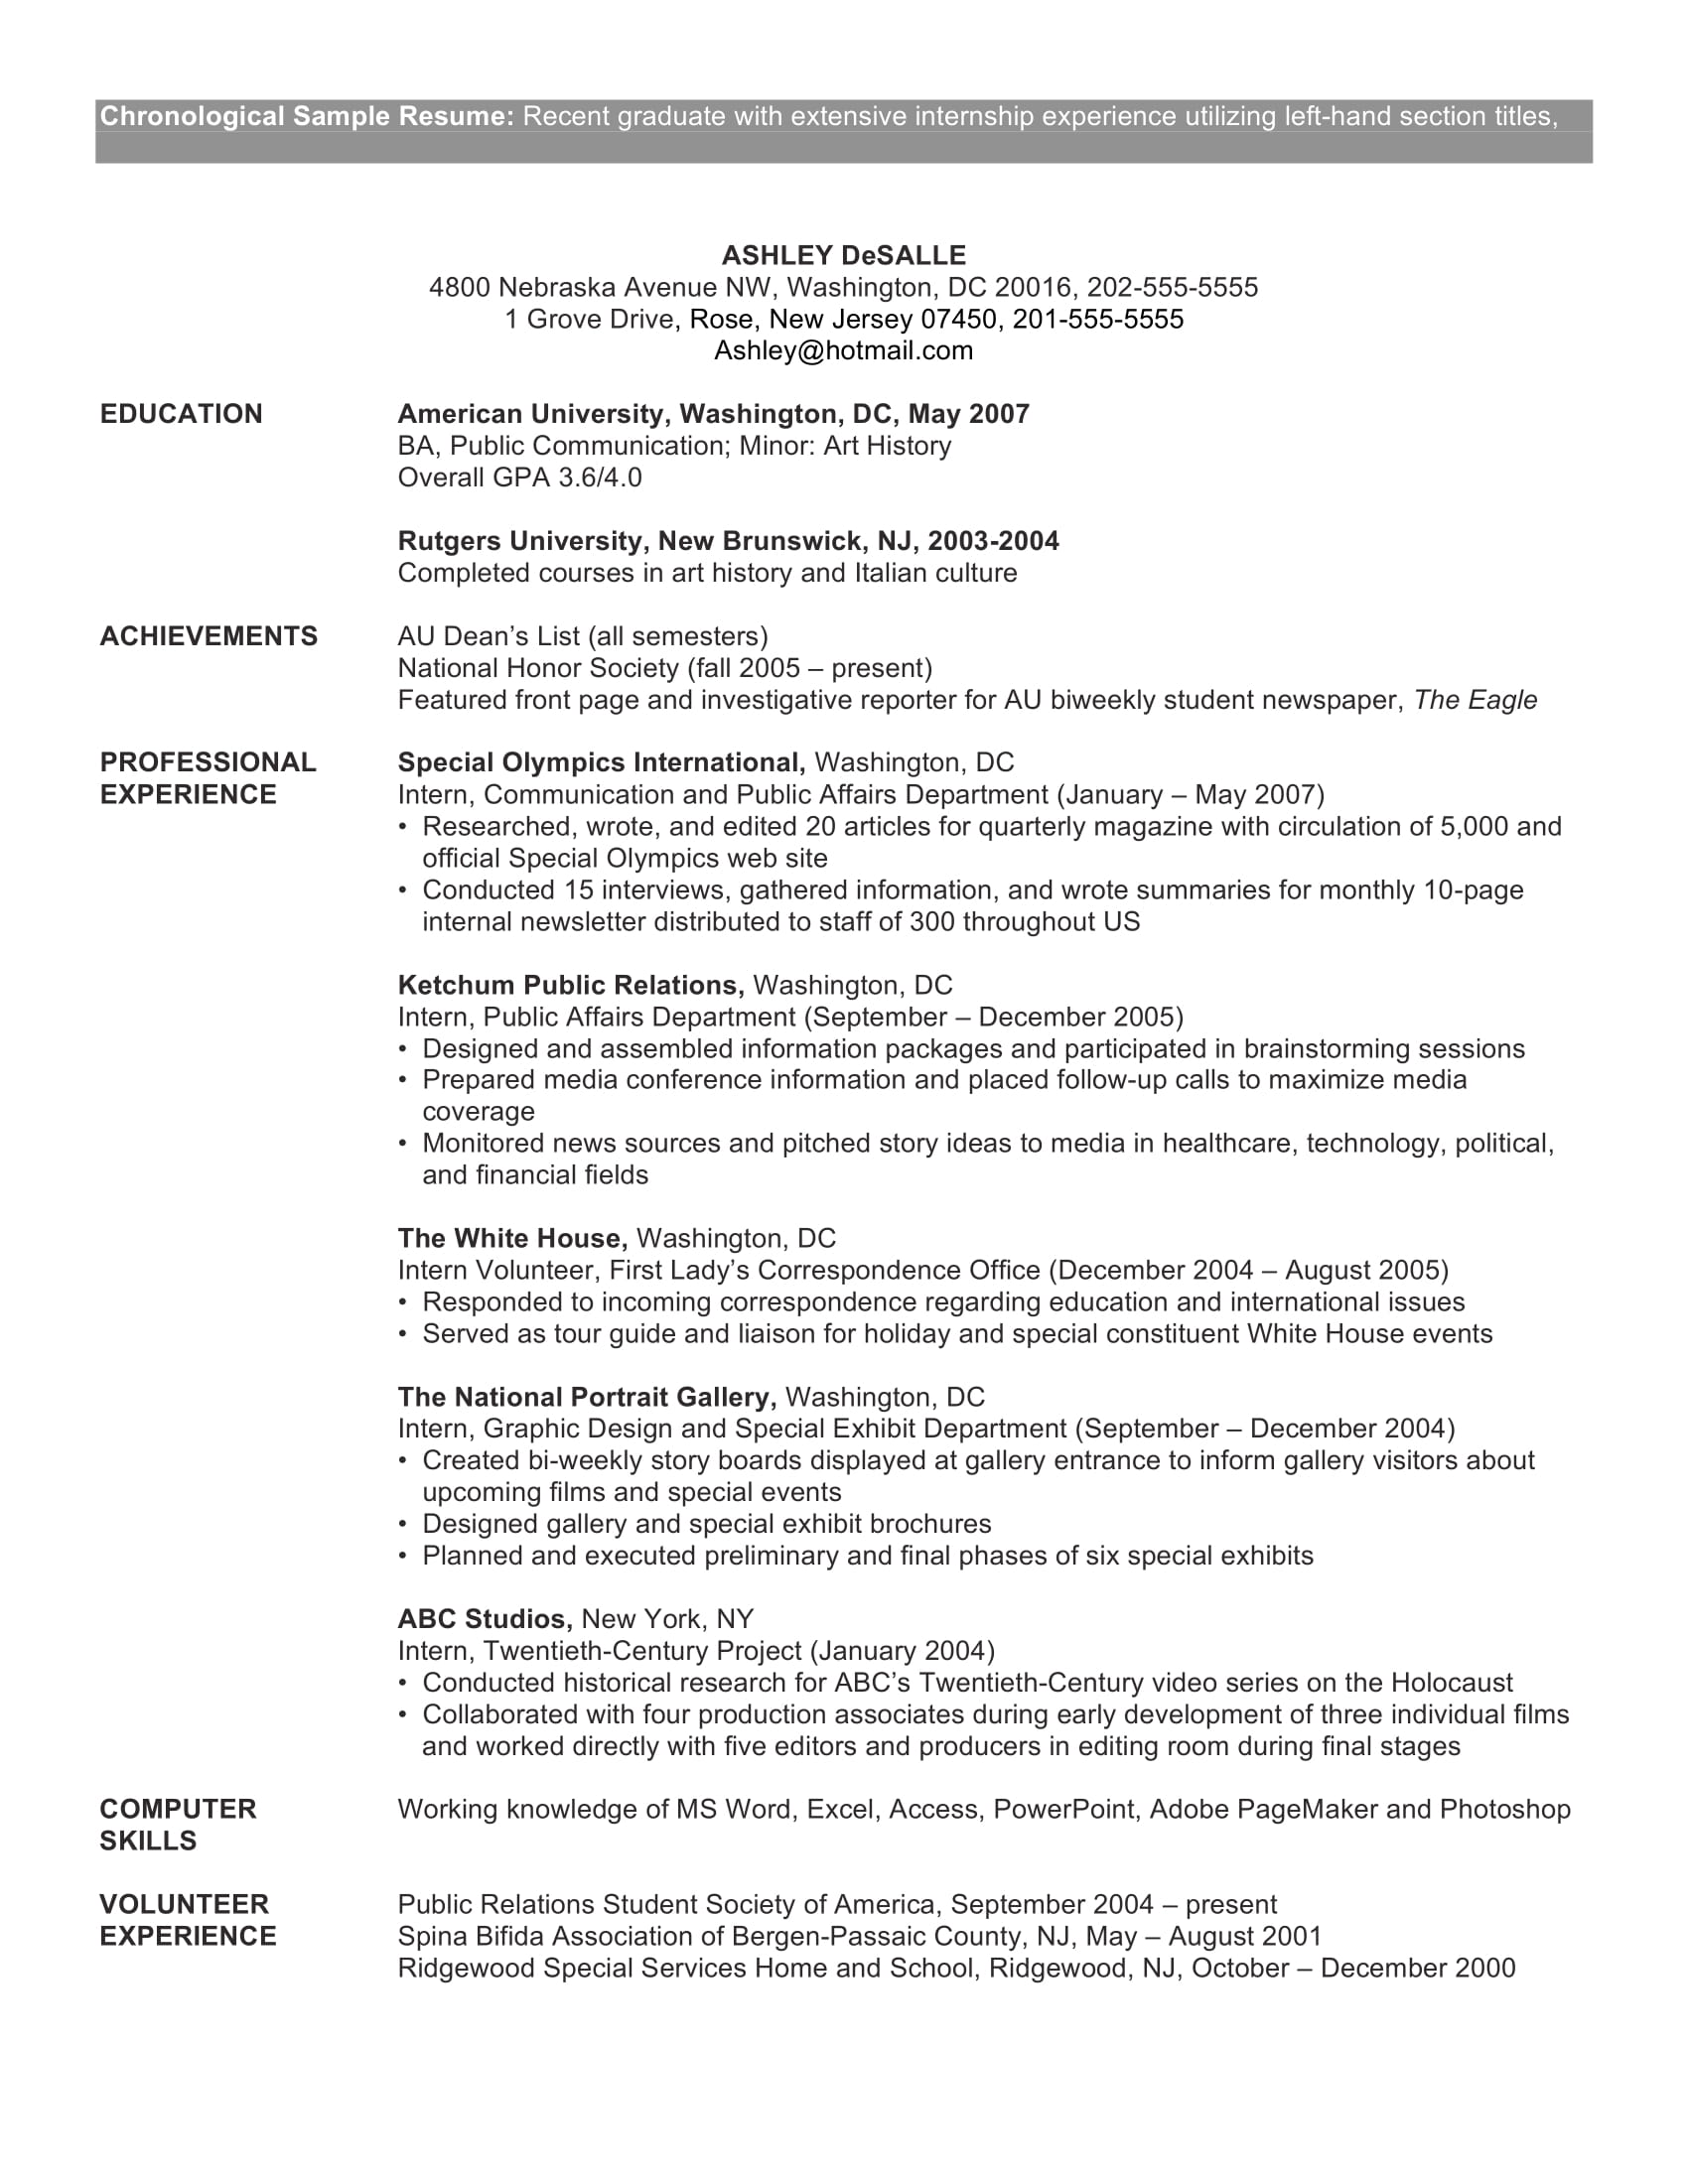 Chronological Sample Resume: Recent graduate with extensive internship experience utilizing left-hand section titles,
ASHLEY DeSALLE
4800 Nebraska Avenue NW, Washington, DC 20016, 202-555-5555
1 Grove Drive, Rose, New Jersey 07450, 201-555-5555
Ashley@hotmail.com
EDUCATION
American University, Washington, DC, May 2007
BA, Public Communication; Minor: Art History
Overall GPA 3.6/4.0
Rutgers University, New Brunswick, NJ, 2003-2004
Completed courses in art history and Italian culture
ACHIEVEMENTS
AU Dean’s List (all semesters)
National Honor Society (fall 2005 – present)
Featured front page and investigative reporter for AU biweekly student newspaper, The Eagle
PROFESSIONAL
EXPERIENCE
Special Olympics International, Washington, DC
Intern, Communication and Public Affairs Department (January – May 2007)
• Researched, wrote, and edited 20 articles for quarterly magazine with circulation of 5,000 and
official Special Olympics web site
• Conducted 15 interviews, gathered information, and wrote summaries for monthly 10-page
internal newsletter distributed to staff of 300 throughout US
Ketchum Public Relations, Washington, DC
Intern, Public Affairs Department (September – December 2005)
• Designed and assembled information packages and participated in brainstorming sessions
• Prepared media conference information and placed follow-up calls to maximize media
coverage
• Monitored news sources and pitched story ideas to media in healthcare, technology, political,
and financial fields
The White House, Washington, DC
Intern Volunteer, First Lady’s Correspondence Office (December 2004 – August 2005)
• Responded to incoming correspondence regarding education and international issues
• Served as tour guide and liaison for holiday and special constituent White House events
The National Portrait Gallery, Washington, DC
Intern, Graphic Design and Special Exhibit Department (September – December 2004)
• Created bi-weekly story boards displayed at gallery entrance to inform gallery visitors about
upcoming films and special events
• Designed gallery and special exhibit brochures
• Planned and executed preliminary and final phases of six special exhibits
ABC Studios, New York, NY
Intern, Twentieth-Century Project (January 2004)
• Conducted historical research for ABC’s Twentieth-Century video series on the Holocaust
• Collaborated with four production associates during early development of three individual films
and worked directly with five editors and producers in editing room during final stages
COMPUTER
SKILLS
Working knowledge of MS Word, Excel, Access, PowerPoint, Adobe PageMaker and Photoshop
VOLUNTEER
EXPERIENCE
Public Relations Student Society of America, September 2004 – present
Spina Bifida Association of Bergen-Passaic County, NJ, May – August 2001
Ridgewood Special Services Home and School, Ridgewood, NJ, October – December 2000